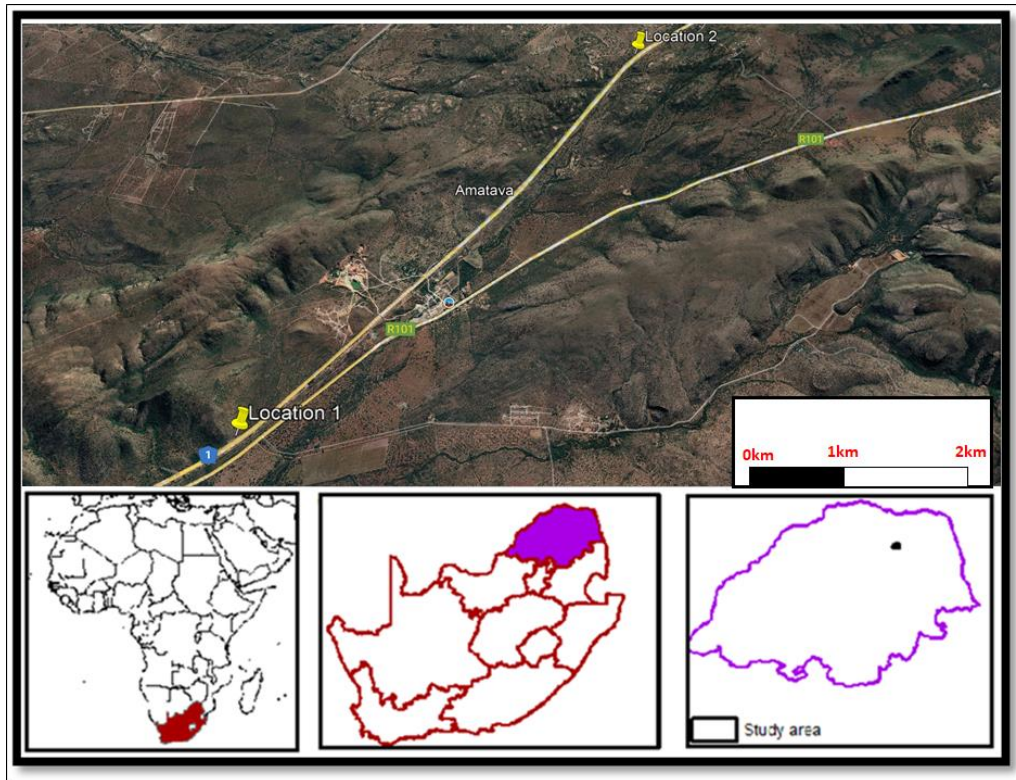 Location 2
R101
Amatava
R101
Location 1
1
0km 1km 2km
Study area